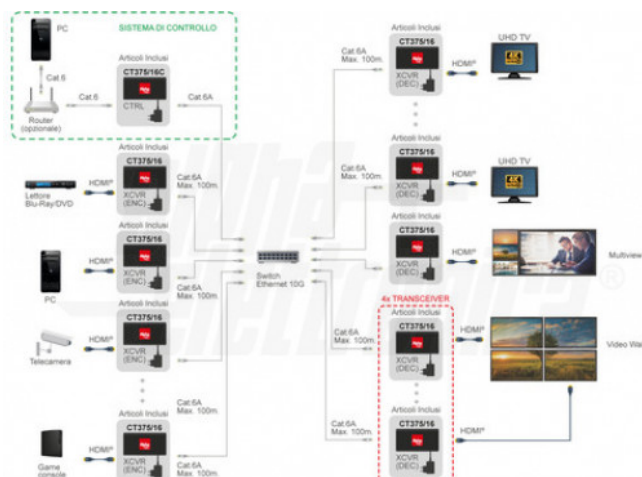 PC
SISTEMA DI CONTROLLO
Cat 6
Router
(opzionale)
Cat.6
Articoli Inclusi
CT375/16C
CTRL
Cat 6A
Lettore
Blu-Ray/DVD
HDMI®
Articoli Inclusi
CT375/16
XCVR
(ENC)
Cat.6A
Max. 100m.
PC
HDMI®
Articoli Inclusi
CT375/16
XCVR
(ENC)
Cat.6A
Max. 100m.
Telecamera
HDMI®
Articoli Inclusi
CT375/16
XCVR
(ENC)
Cat.6A
Max. 100m.
Game
console
HDMI®
Articoli Inclusi
CT375/16
XCVR
(ENC)
Cat.6A
Max. 100m.
Switch
Ethernet 10G
Cat.6A
Max. 100m.
Articoli Inclusi
CT375/16
XCVR
(DEC)
HDMI®
UHD TV
4K
Cat.6A
Max. 100m.
Articoli Inclusi
CT375/16
XCVR
(DEC)
HDMI®
UHD TV
4K
Articoli Inclusi
CT375/16
XCVR
(DEC)
HDMI®
Multiview
4x TRANSCEIVER
Cat.6A
Max. 100m.
Articoli Inclusi
CT375/16
XCVR
(DEC)
HDMI®
Video Wa
Cat.6A
Max. 100m.
Articoli Inclusi
CT375/16
XCVR
(DEC)
HDMI®